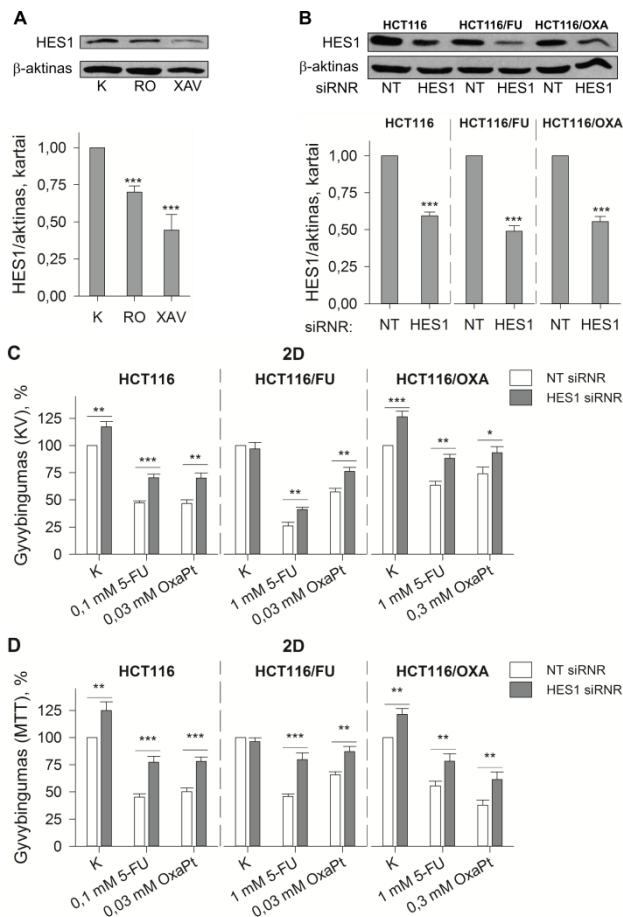 A
HES1
β-aktinas
K RO XAV
HES1/aktinas, kartai
1,00
0,75
0,50
0,25
0,00
*** ***
K RO XAV
B
HCT116 HCT116/FU HCT116/OXA
HES1
β-aktinas
siRNR NT HES1 NT HES1 NT HES1
HCT116 HCT116/FU HCT116/OXA
HES1/aktinas, kartai
1,00
0,75
0,50
0,25
0,00
*** *** ***
siRNR: NT HES1 NT HES1 NT HES1
C 2D
HCT116 HCT116/FU HCT116/OXA
NT siRNR
HES1 siRNR
Gyvybingumas (KV), %
125
100
75
50
25
0
** *** ** ** ** *** ** *
K 0,1 mM 5-FU 0,03 mM OxaPt K 1 mM 5-FU 0,03 mM OxaPt K 1 mM 5-FU 0,3 mM OxaPt
D 2D
HCT116 HCT116/FU HCT116/OXA
NT siRNR
HES1 siRNR
Gyvybingumas (MTT), %
125
100
75
50
25
0
** *** *** *** ** ** ** **
K 0,1 mM 5-FU 0,03 mM OxaPt K 1 mM 5-FU 0,03 mM OxaPt K 1 mM 5-FU 0,3 mM OxaPt